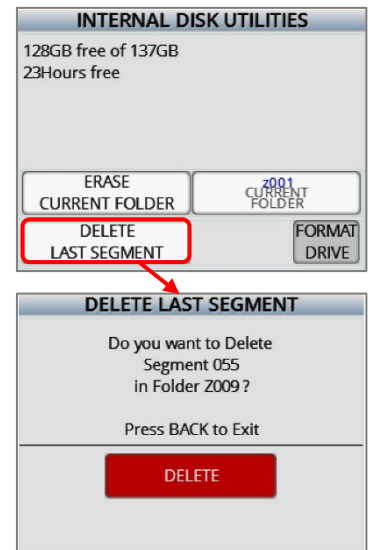 INTERNAL DISK UTILITIES
128GB free of 137GB
23Hours free
ERASE
CURRENT FOLDER
z001
CURRENT
FOLDER
DELETE
LAST SEGMENT
FORMAT
DRIVE
DELETE LAST SEGMENT
Do you want to Delete
Segment 055
in Folder Z009 ?
Press BACK to Exit
DELETE